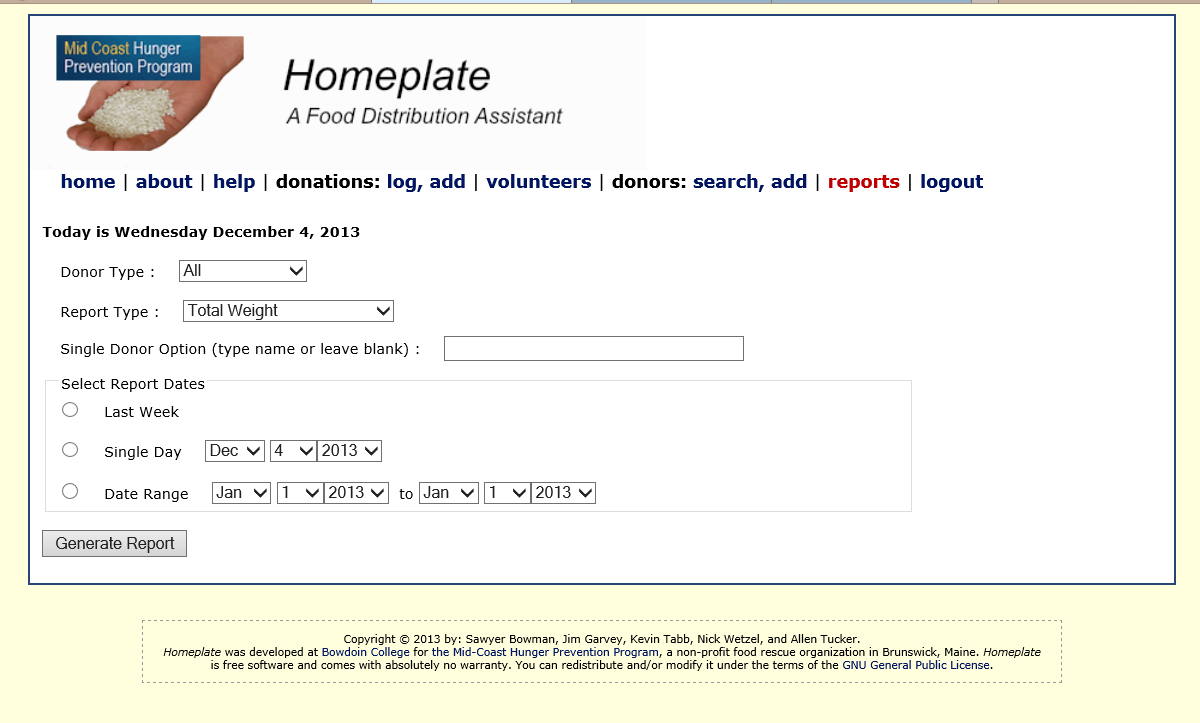 Mid Coast Hunger
Prevention Program
Homeplate
A Food Distribution Assistant
home | about | help | donations: log, add | volunteers | donors: search, add | reports | logout
Today is Wednesday December 4, 2013
Donor Type : All
Report Type : Total Weight
Single Donor Option (type name or leave blank) :
Select Report Dates
Last Week
Single Day Dec 4 2013
Date Range Jan 1 2013 to Jan 1 2013
Generate Report
Copyright © 2013 by: Sawyer Bowman, Jim Garvey, Kevin Tabb, Nick Wetzel, and Allen Tucker.
Homeplate was developed at Bowdoin College for the Mid-Coast Hunger Prevention Program, a non-profit food rescue organization in Brunswick, Maine. Homeplate
is free software and comes with absolutely no warranty. You can redistribute and/or modify it under the terms of the GNU General Public License.